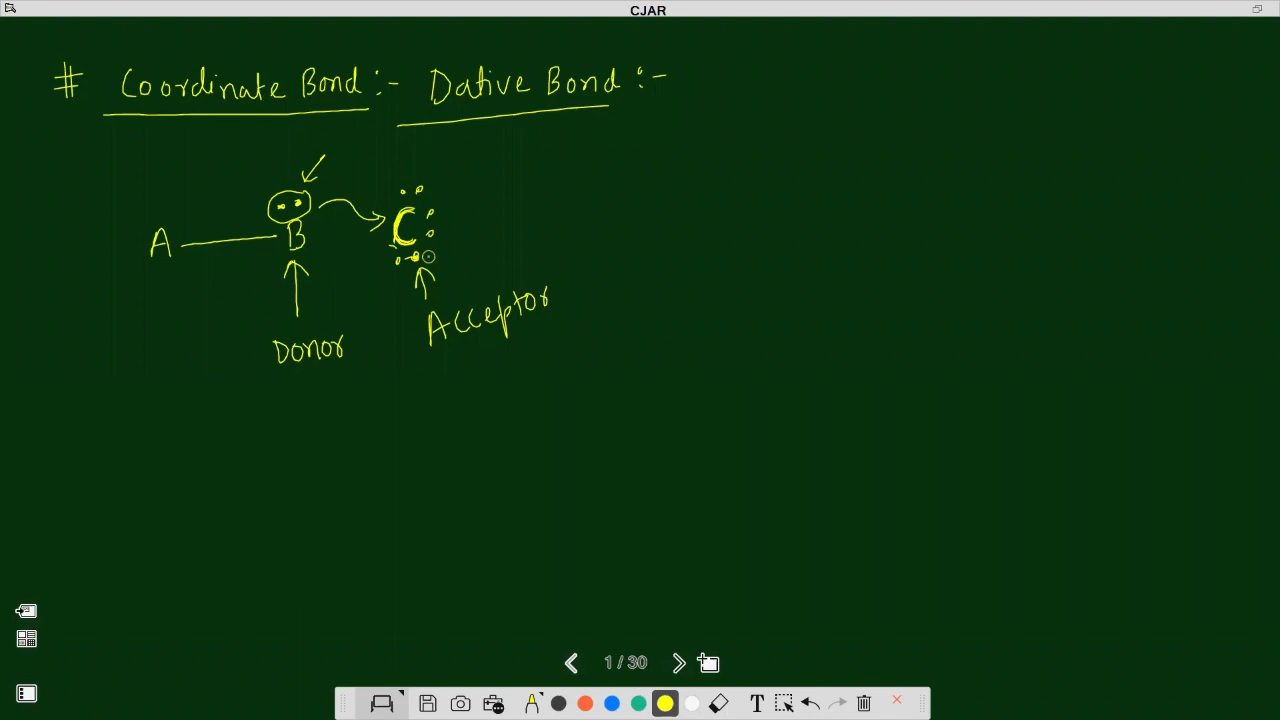 CJAR
# Coordinate Bond :- Dative Bond :-
A B C
Acceptor
Donor
1 / 30
T